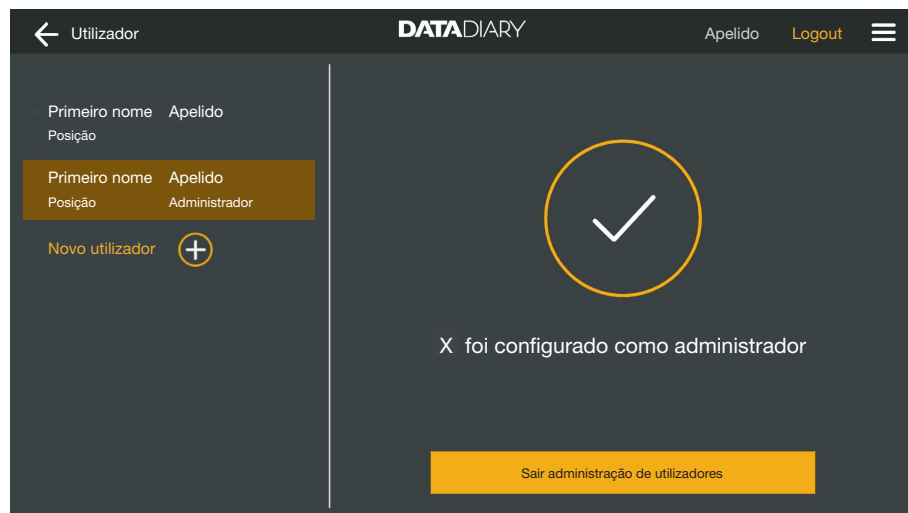 Utilizador
DATADIARY
Apelido
Logout
Primeiro nome Apelido
Posição
Primeiro nome Apelido
Posição Administrador
Novo utilizador
X foi configurado como administrador
Sair administração de utilizadores